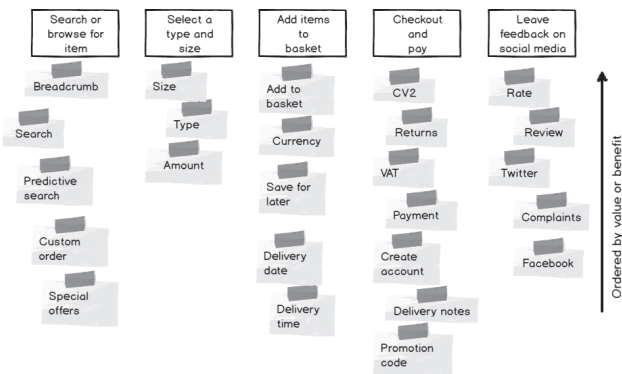 Search or
browse for
item
Select a
type and
size
Add items
to
basket
Checkout
and
pay
Leave
feedback on
social media
Breadcrumb
Search
Predictive
search
Custom
order
Special
offers
Size
Type
Amount
Add to
basket
Currency
Save for
later
Delivery
date
Delivery
time
CV2
Returns
VAT
Payment
Create
account
Delivery notes
Promotion
code
Rate
Review
Twitter
Complaints
Facebook
Ordered by value or benefit